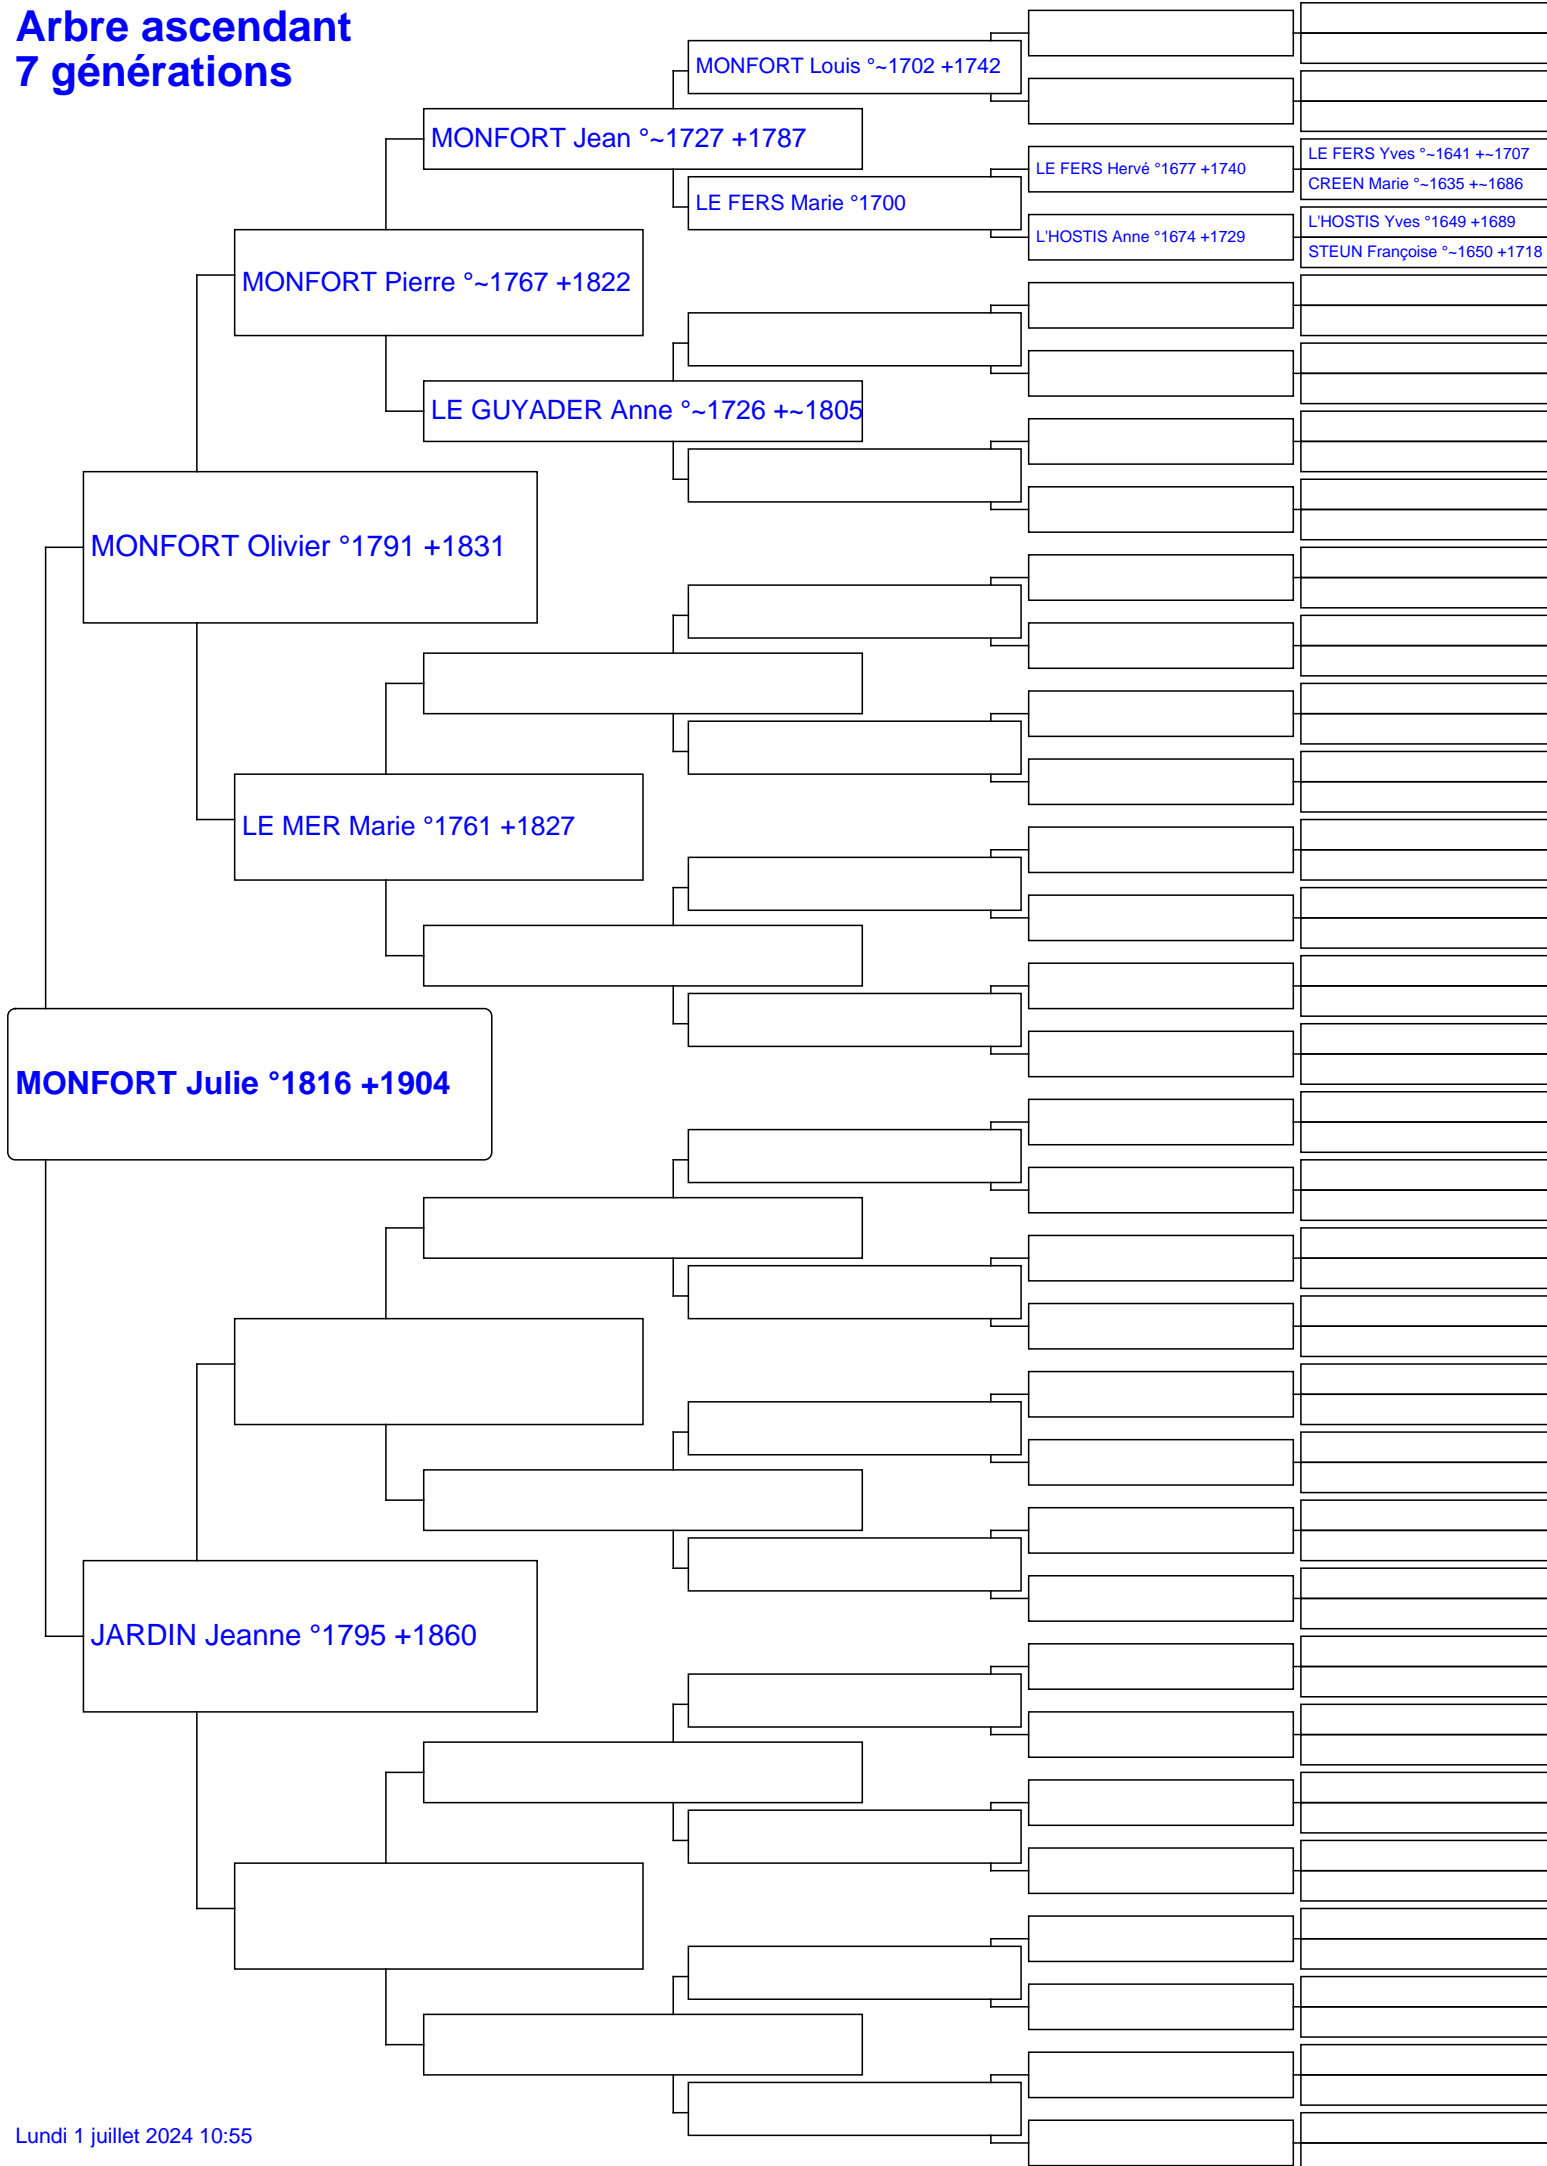 Arbre ascendant
7 générations
MONFORT Louis °~1702 +1742
MONFORT Jean °~1727 +1787
LE FERS Yves °~1641 +~1707
LE FERS Hervé °1677 +1740
CREEN Marie °~1635 +~1686
LE FERS Marie °1700
L'HOSTIS Yves °1649 +1689
L'HOSTIS Anne °1674 +1729
STEUN Françoise °~1650 +1718
MONFORT Pierre °~1767 +1822
LE GUYADER Anne °~1726 +~1805
MONFORT Olivier °1791 +1831
LE MER Marie °1761 +1827
MONFORT Julie °1816 +1904
JARDIN Jeanne °1795 +1860
Lundi 1 juillet 2024 10:55